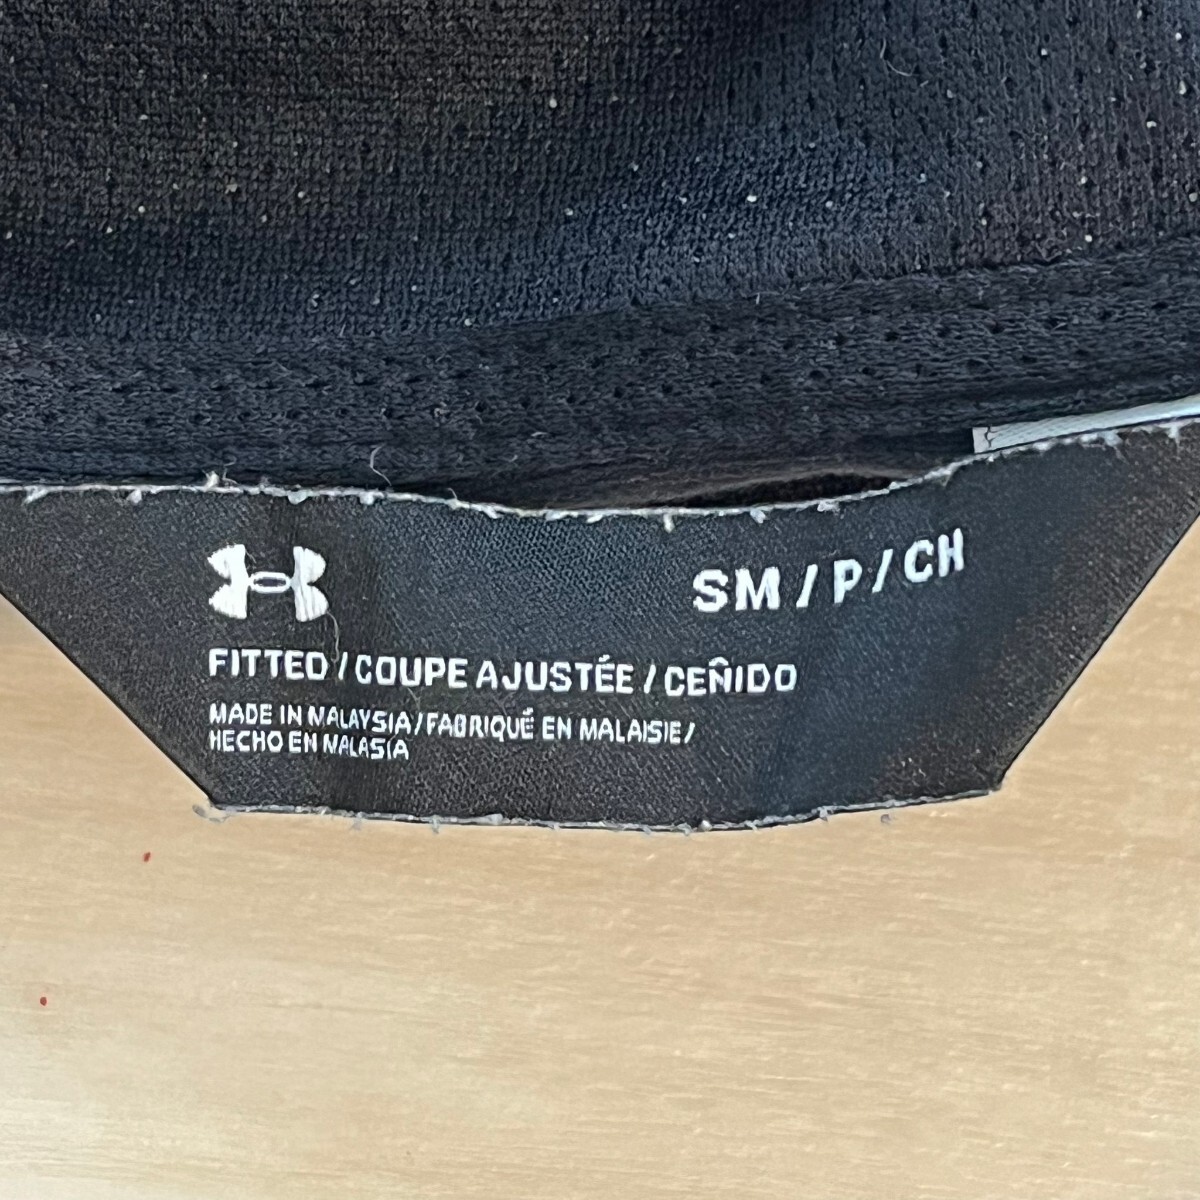 SM / P / CH
FITTED / COUPE AJUSTÉE / CEÑIDO
MADE IN MALAYSIA / FABRIQUÉ EN MALAISIE /
HECHO EN MALASIA